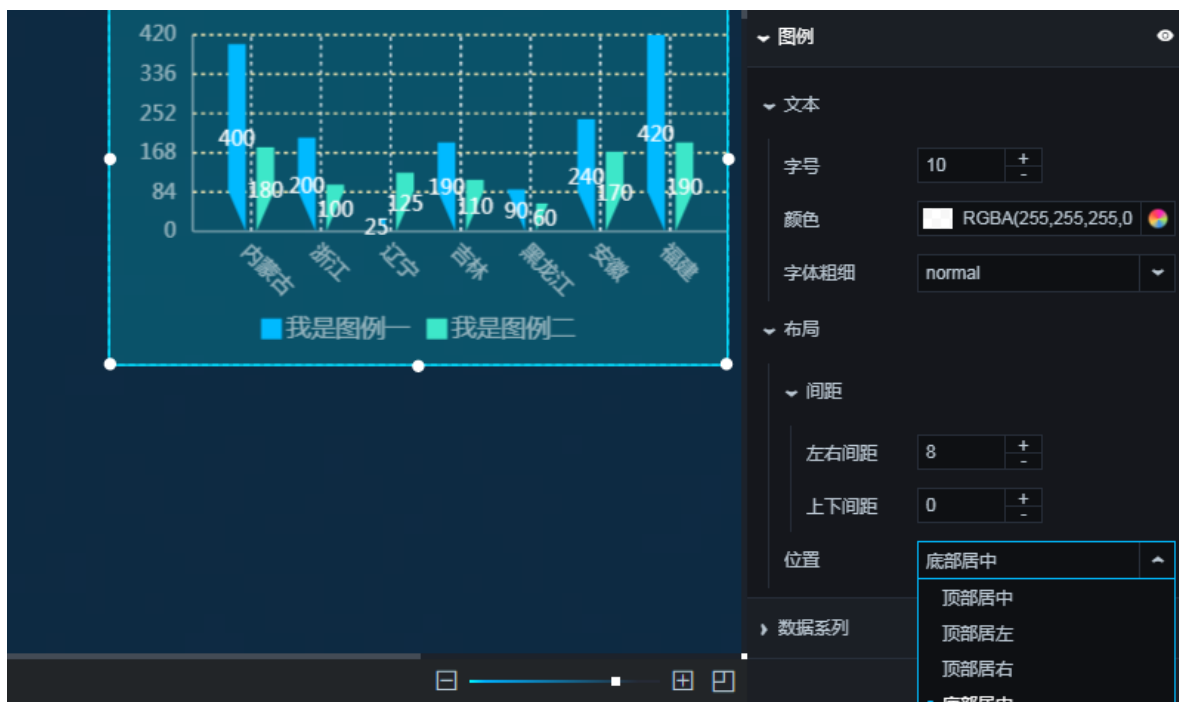 420
336
252
168
84
0
400
180
200
100
25
125
190
110
90
60
240
170
420
190
内蒙古
浙江
辽宁
吉林
黑龙江
安徽
福建
我是图例一 我是图例二
图例
文本
字号 10 + -
颜色 RGBA(255,255,255,0
字体粗细 normal
布局
间距
左右间距 8 + -
上下间距 0 + -
位置 底部居中
顶部居中
数据系列
顶部居左
顶部居右
底部居中